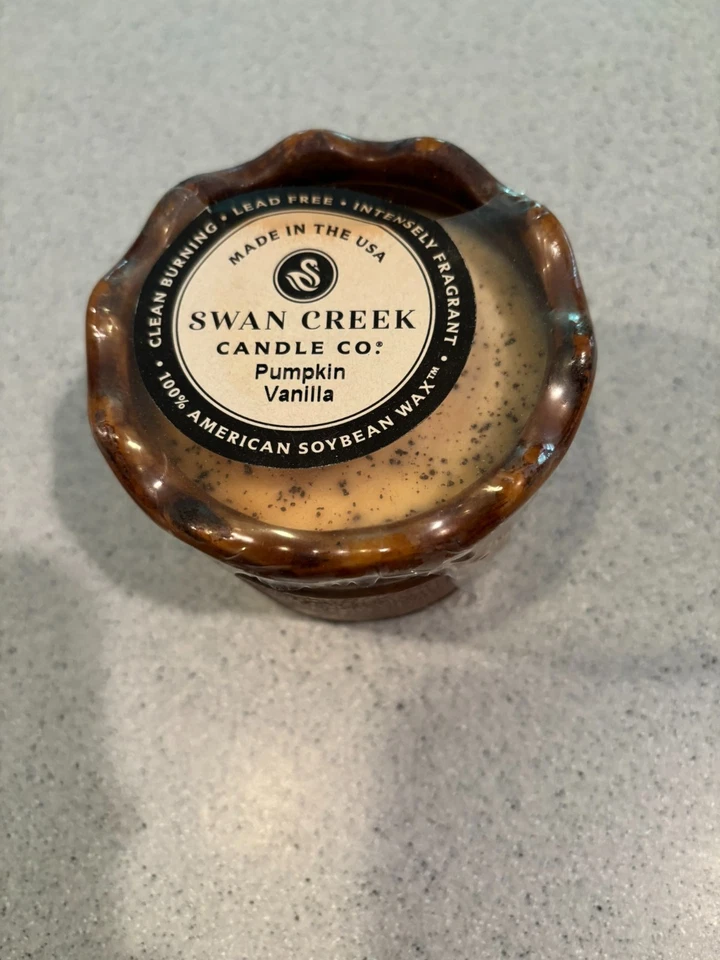 • CLEAN BURNING • LEAD FREE • INTENSELY FRAGRANT •
MADE IN THE USA
SWAN CREEK
CANDLE CO.®
Pumpkin
Vanilla
100% AMERICAN SOYBEAN WAX™